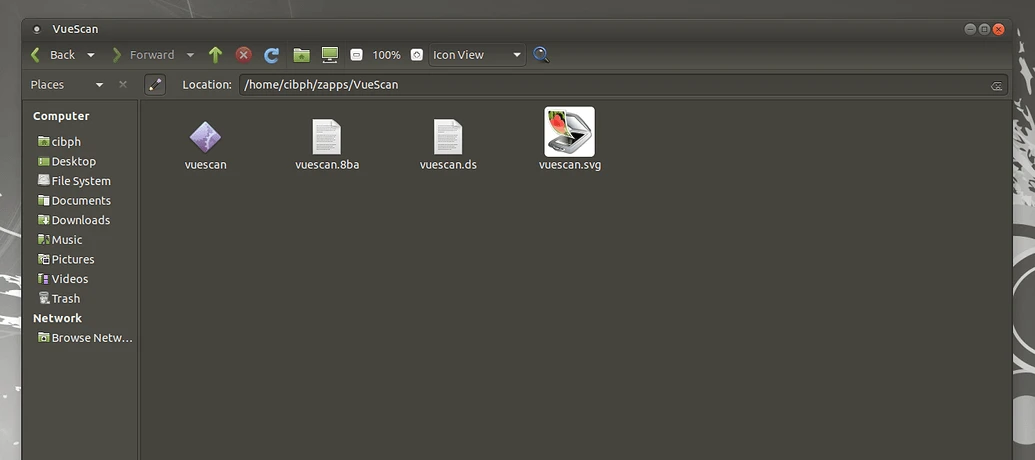 VueScan
Back Forward 100% Icon View
Places Location: /home/cibph/zapps/VueScan
Computer
cibph
Desktop
File System
Documents
Downloads
Music
Pictures
Videos
Trash
Network
Browse Netw...
vuescan vuescan.8ba vuescan.ds vuescan.svg